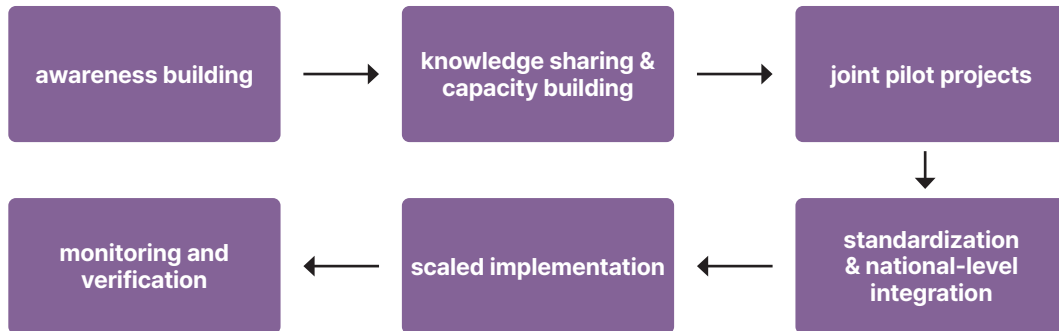 awareness building
knowledge sharing &
capacity building
joint pilot projects
standardization
& national-level
integration
scaled implementation
monitoring and
verification